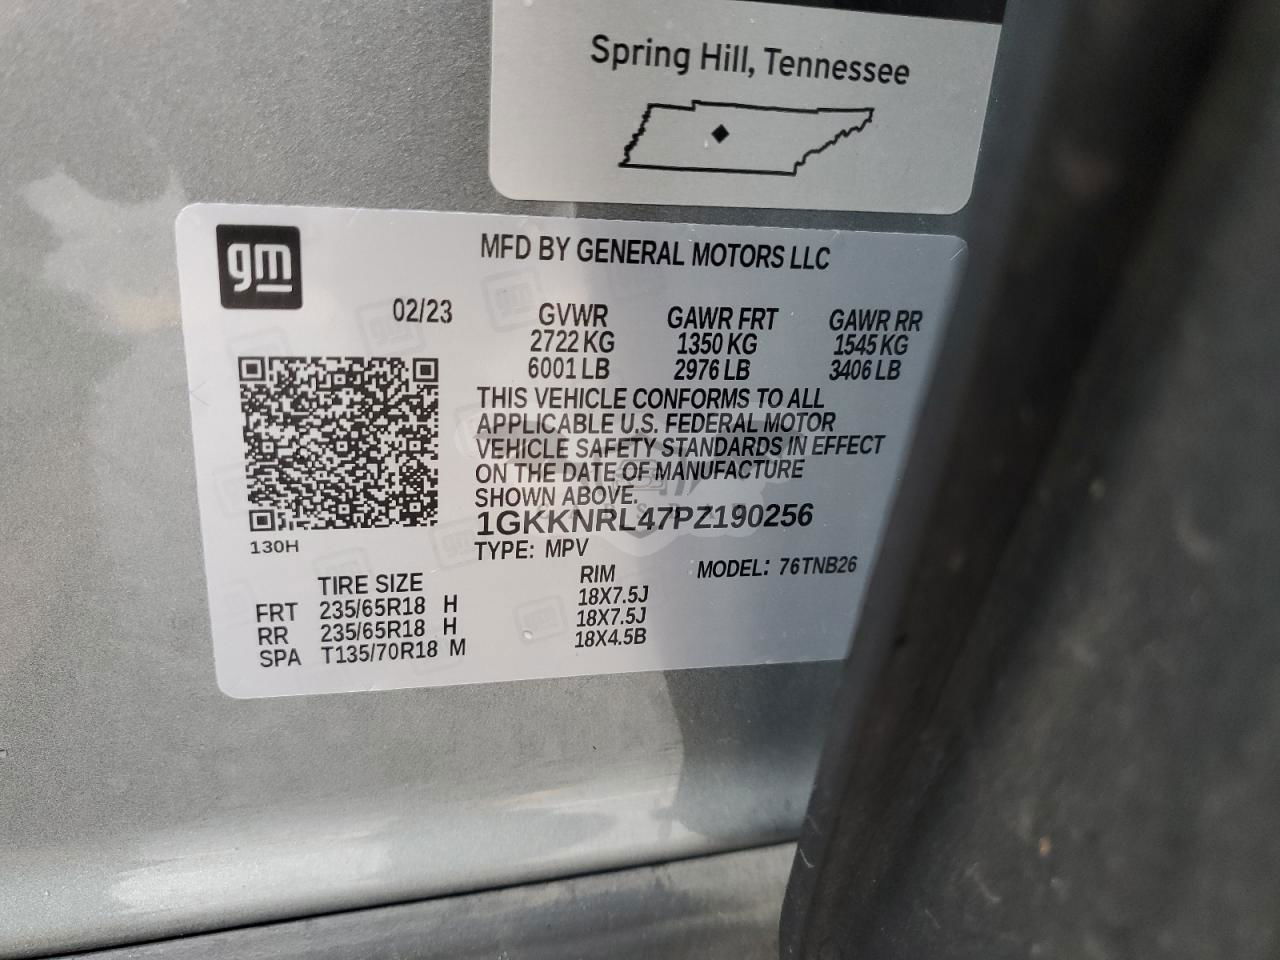 Spring Hill, Tennessee
gm
MFD BY GENERAL MOTORS LLC
02/23 GVWR GAWR FRT GAWR RR
2722 KG 1350 KG 1545 KG
6001 LB 2976 LB 3406 LB
THIS VEHICLE CONFORMS TO ALL
APPLICABLE U.S. FEDERAL MOTOR
VEHICLE SAFETY STANDARDS IN EFFECT
ON THE DATE OF MANUFACTURE
SHOWN ABOVE.
1GKKNRL47PZ190256
130H
TYPE: MPV MODEL: 76TNB26
TIRE SIZE RIM
FRT 235/65R18 H 18X7.5J
RR 235/65R18 H 18X7.5J
SPA T135/70R18 M 18X4.5B